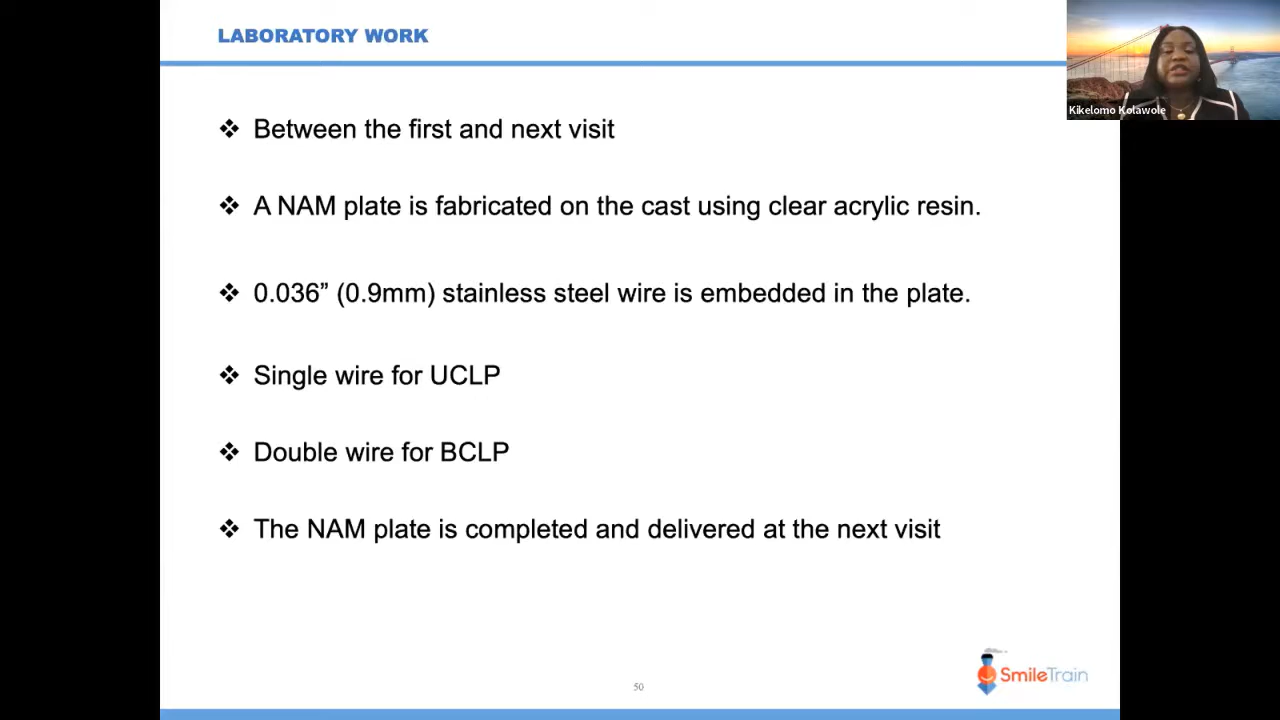 LABORATORY WORK
Kikelomo Kolawole
❖ Between the first and next visit
❖ A NAM plate is fabricated on the cast using clear acrylic resin.
❖ 0.036” (0.9mm) stainless steel wire is embedded in the plate.
❖ Single wire for UCLP
❖ Double wire for BCLP
❖ The NAM plate is completed and delivered at the next visit
SmileTrain
50